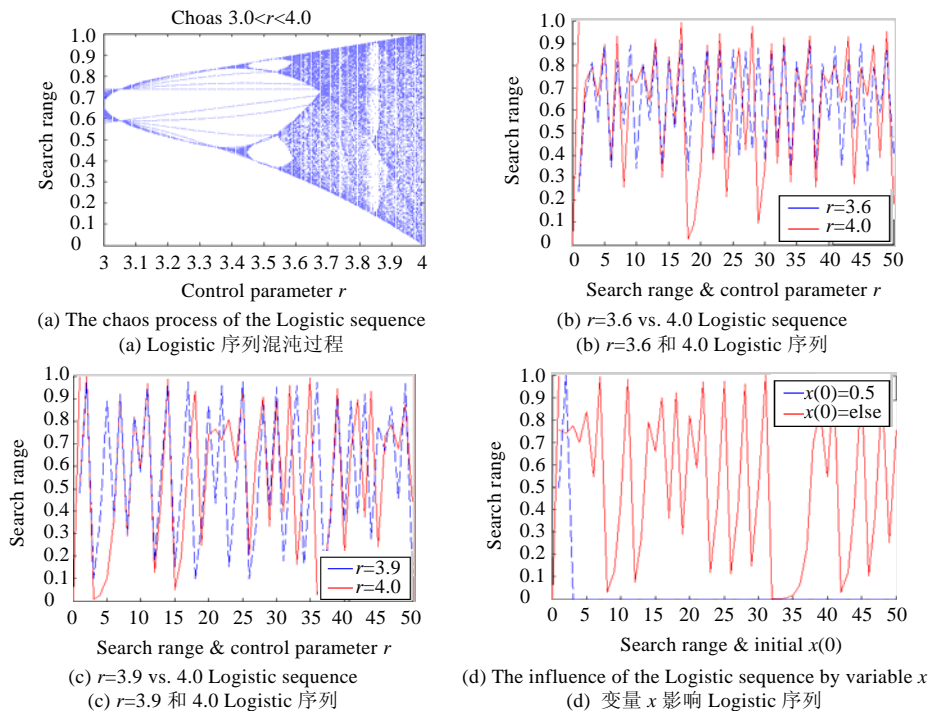 Choas 3.0<r<4.0
1.0
0.9
0.8
0.7
0.6
0.5
0.4
0.3
0.2
0.1
0
Search range
3 3.1 3.2 3.3 3.4 3.5 3.6 3.7 3.8 3.9 4
Control parameter r
(a) The chaos process of the Logistic sequence
(a) Logistic 序列混沌过程
1.0
0.9
0.8
0.7
0.6
0.5
0.4
0.3
0.2
0.1
0
Search range
r=3.6
r=4.0
0 5 10 15 20 25 30 35 40 45 50
Search range & control parameter r
(b) r=3.6 vs. 4.0 Logistic sequence
(b) r=3.6 和 4.0 Logistic 序列
1.0
0.9
0.8
0.7
0.6
0.5
0.4
0.3
0.2
0.1
0
Search range
r=3.9
r=4.0
0 5 10 15 20 25 30 35 40 45 50
Search range & control parameter r
(c) r=3.9 vs. 4.0 Logistic sequence
(c) r=3.9 和 4.0 Logistic 序列
1.0
0.9
0.8
0.7
0.6
0.5
0.4
0.3
0.2
0.1
0
Search range
x(0)=0.5
x(0)=else
0 5 10 15 20 25 30 35 40 45 50
Search range & initial x(0)
(d) The influence of the Logistic sequence by variable x
(d) 变量 x 影响 Logistic 序列